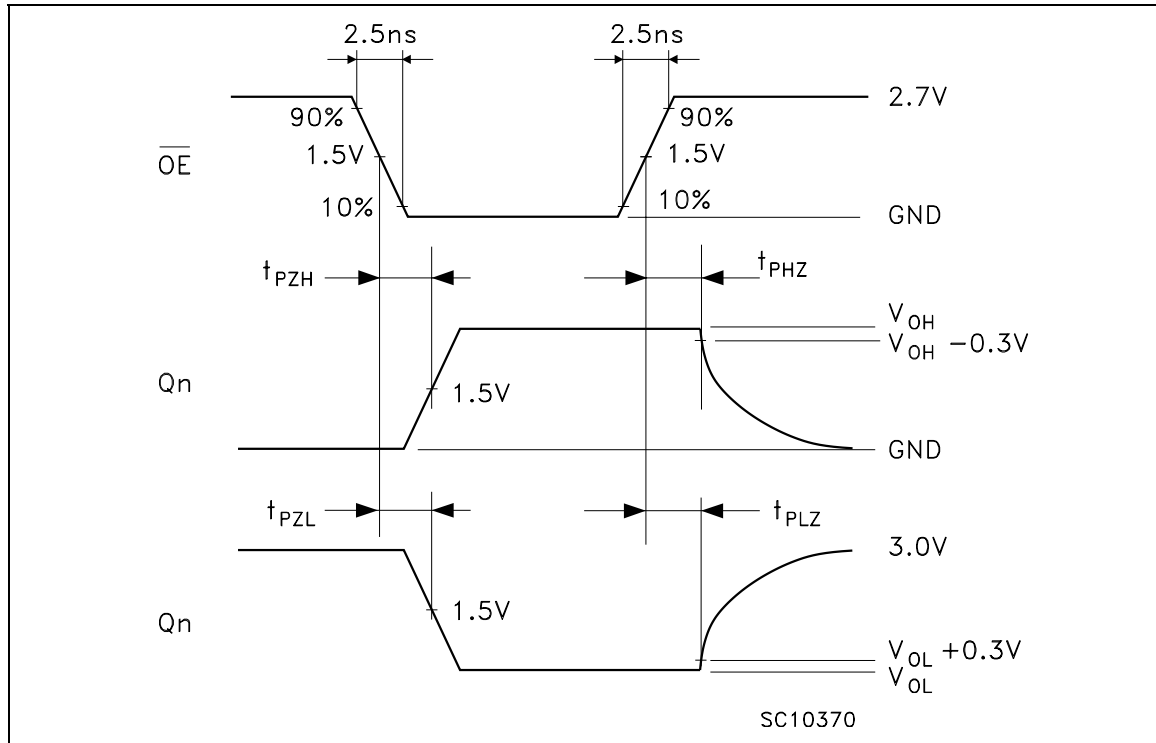 2.5ns 2.5ns
2.7V
90% 90%
O̅E̅ 1.5V 1.5V
10% 10%
GND
tPZH tPHZ
VOH
VOH −0.3V
Qn 1.5V
GND
tPZL tPLZ
3.0V
Qn 1.5V
VOL +0.3V
VOL
SC10370